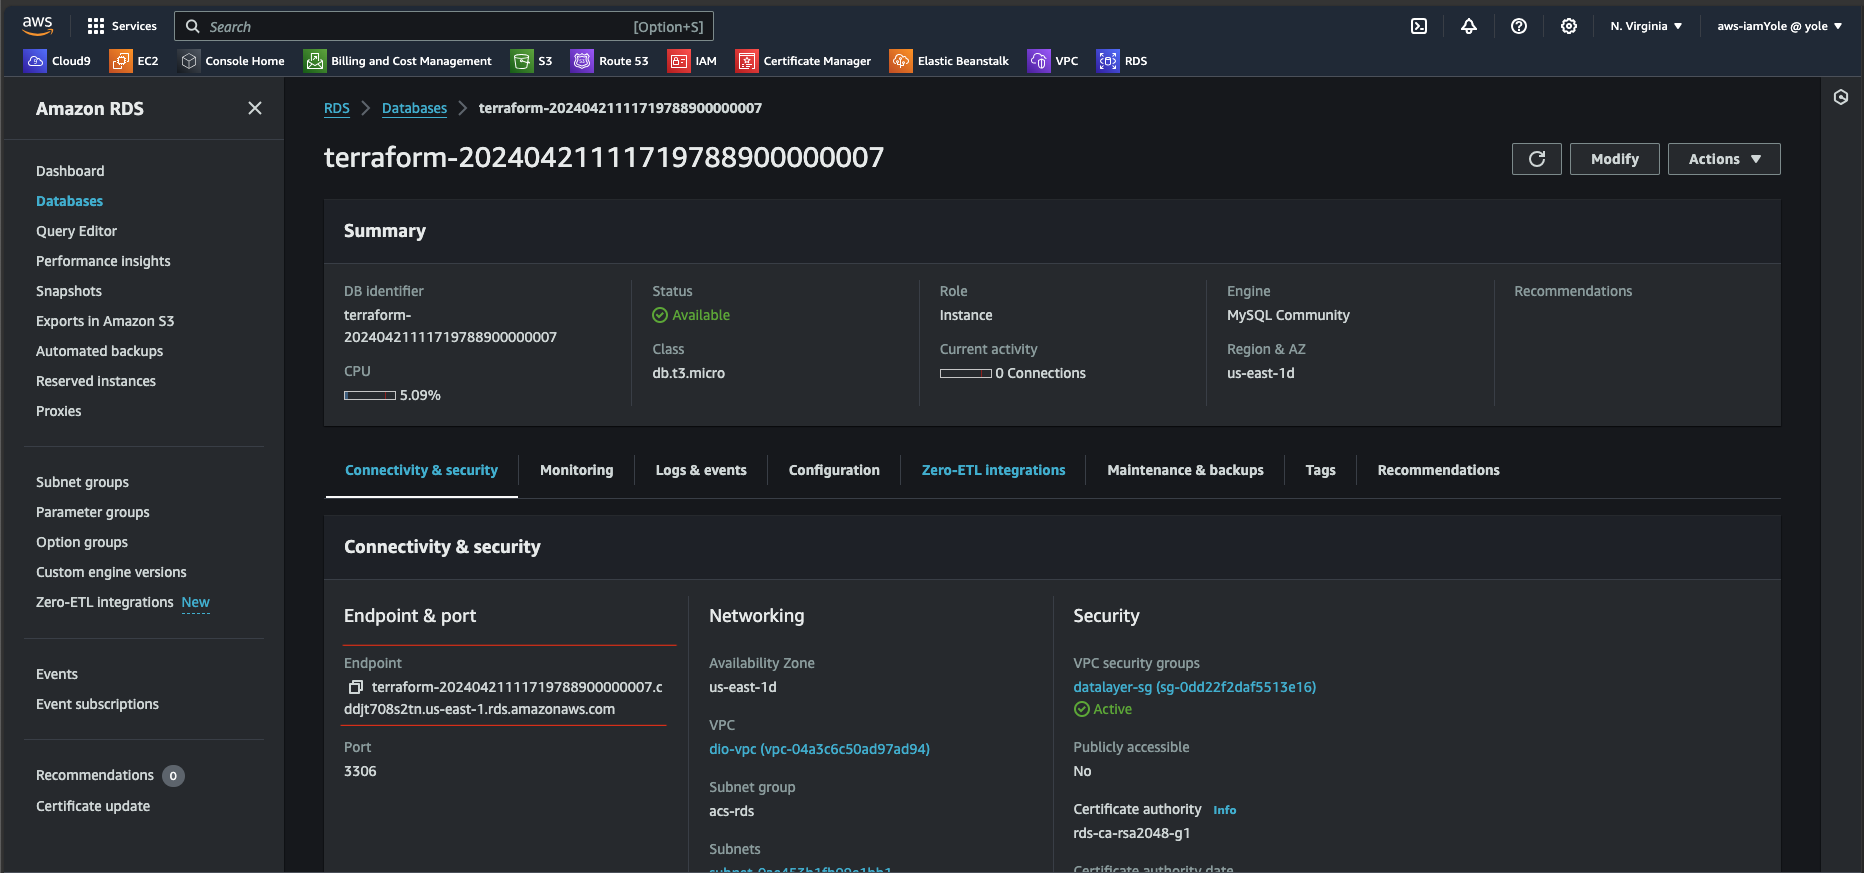 aws
Services
Search
[Option+S]
N. Virginia
aws-iamYole @ yole
Cloud9
EC2
Console Home
Billing and Cost Management
S3
Route 53
IAM
Certificate Manager
Elastic Beanstalk
VPC
RDS
Amazon RDS
Dashboard
Databases
Query Editor
Performance insights
Snapshots
Exports in Amazon S3
Automated backups
Reserved instances
Proxies
Subnet groups
Parameter groups
Option groups
Custom engine versions
Zero-ETL integrations New
Events
Event subscriptions
Recommendations 0
Certificate update
RDS
Databases
terraform-20240421111719788900000007
terraform-20240421111719788900000007
Modify
Actions
Summary
DB identifier
terraform-
20240421111719788900000007
CPU
5.09%
Status
Available
Class
db.t3.micro
Role
Instance
Current activity
0 Connections
Engine
MySQL Community
Region & AZ
us-east-1d
Recommendations
Connectivity & security
Monitoring
Logs & events
Configuration
Zero-ETL integrations
Maintenance & backups
Tags
Recommendations
Connectivity & security
Endpoint & port
Endpoint
terraform-20240421111719788900000007.c
ddjt708s2tn.us-east-1.rds.amazonaws.com
Port
3306
Networking
Availability Zone
us-east-1d
VPC
dio-vpc (vpc-04a3c6c50ad97ad94)
Subnet group
acs-rds
Subnets
Security
VPC security groups
datalayer-sg (sg-0dd22f2daf5513e16)
Active
Publicly accessible
No
Certificate authority Info
rds-ca-rsa2048-g1
Certificate authority date